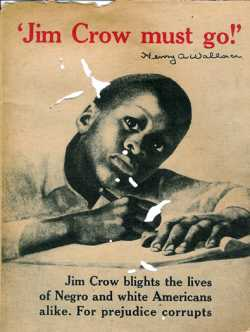 ‘Jim Crow must go!’
Henry A Wallace
Jim Crow blights the lives
of Negro and white Americans
alike. For prejudice corrupts